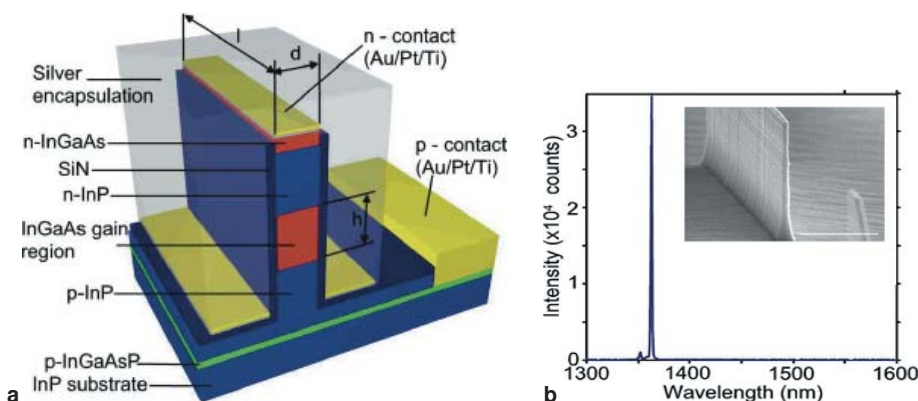 l
d
n - contact
(Au/Pt/Ti)
Silver
encapsulation
n-InGaAs
SiN
n-InP
InGaAs gain
region
p-InP
p-InGaAsP
InP substrate
p - contact
(Au/Pt/Ti)
h
a
Intensity (x10⁴ counts)
3
2
1
0
1300
1400
1500
1600
Wavelength (nm)
b